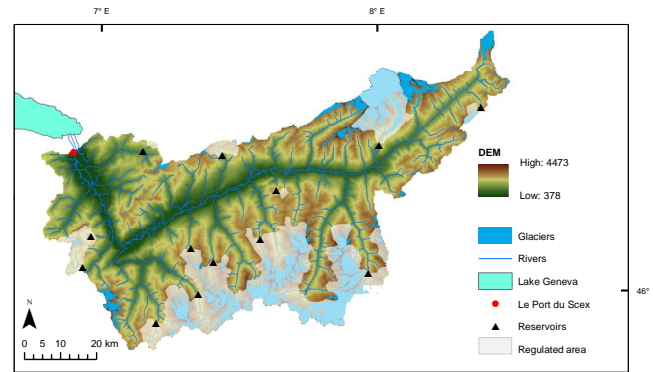 7° E 8° E
DEM
High: 4473
Low: 378
Glaciers
Rivers
Lake Geneva
Le Port du Scex
Reservoirs
Regulated area
46°
N
0 5 10 20 km